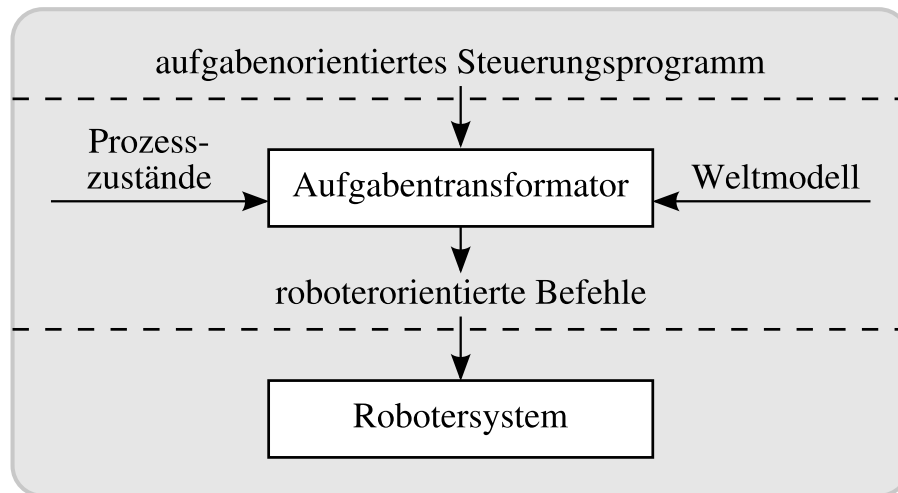 aufgabenorientiertes Steuerungsprogramm
Prozess-
zustände
Aufgabentransformator
Weltmodell
roboterorientierte Befehle
Robotersystem